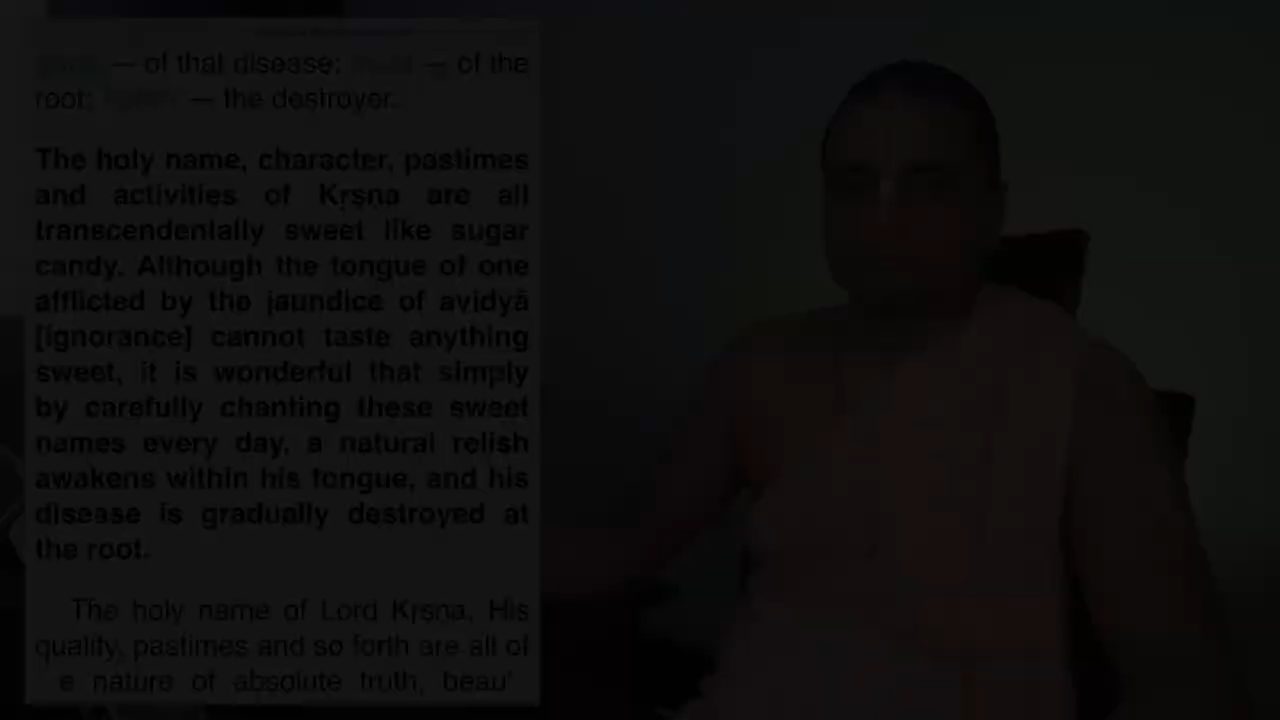 — of that disease; — of the
root; — the destroyer.
The holy name, character, pastimes
and activities of Kṛṣṇa are all
transcendentally sweet like sugar
candy. Although the tongue of one
afflicted by the jaundice of avidyā
[ignorance] cannot taste anything
sweet, it is wonderful that simply
by carefully chanting these sweet
names every day, a natural relish
awakens within his tongue, and his
disease is gradually destroyed at
the root.
The holy name of Lord Kṛṣṇa, His
quality, pastimes and so forth are all of
nature of absolute truth,